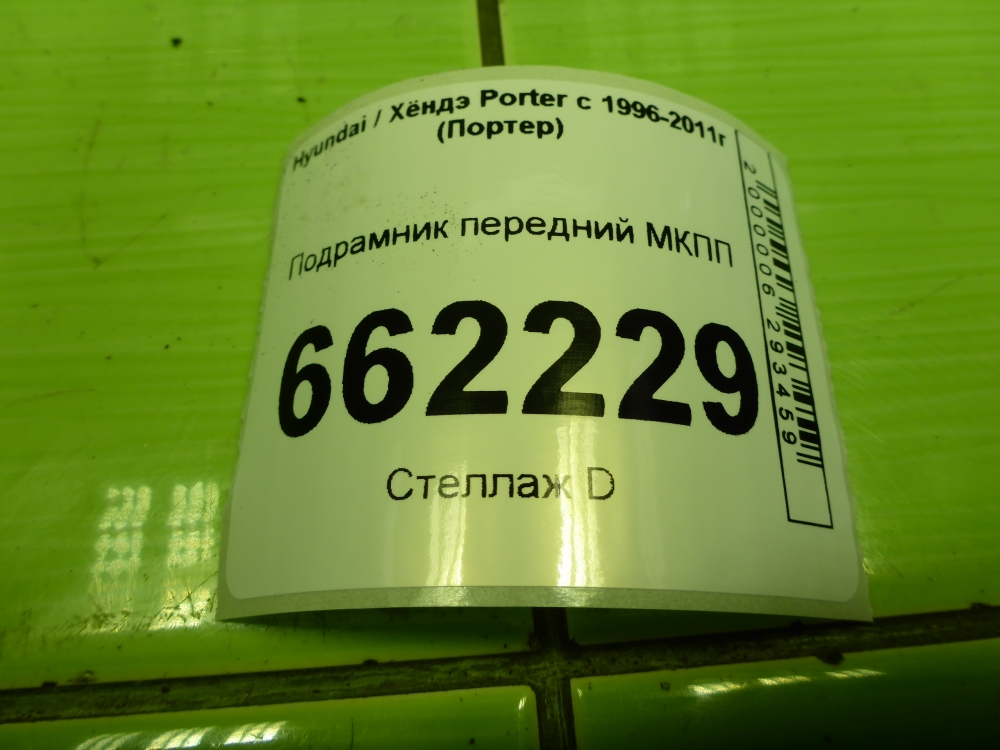 Hyundai / Хёндэ Porter с 1996-2011г
(Портер)
Подрамник передний МКПП
662229
Стеллаж D
2000006293459